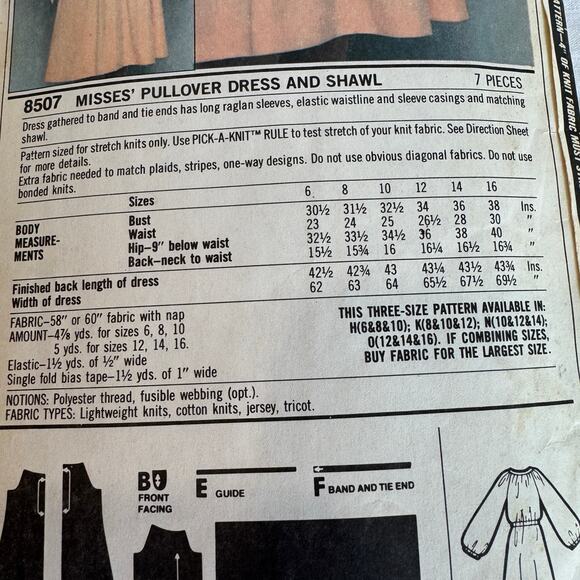 8507 MISSES' PULLOVER DRESS AND SHAWL 7 PIECES
Dress gathered to band and tie ends has long raglan sleeves, elastic waistline and sleeve casings and matching
shawl.
Pattern sized for stretch knits only. Use PICK-A-KNIT™ RULE to test stretch of your knit fabric. See Direction Sheet
for more details.
Extra fabric needed to match plaids, stripes, one-way designs. Do not use obvious diagonal fabrics. Do not use
bonded knits.
Sizes 6 8 10 12 14 16
BODY MEASURE- MENTS
Bust 30½ 31½ 32½ 34 36 38 Ins.
Waist 23 24 25 26½ 28 30 "
Hip–9" below waist 32½ 33½ 34½ 36 38 40 "
Back–neck to waist 15½ 15¾ 16 16¼ 16½ 16¾ "
Finished back length of dress 42½ 42¾ 43 43¼ 43½ 43¾ Ins.
Width of dress 62 63 64 65½ 67½ 69½ "
FABRIC–58" or 60" fabric with nap
AMOUNT–4⅞ yds. for sizes 6, 8, 10
5 yds. for sizes 12, 14, 16.
Elastic–1½ yds. of ½" wide
Single fold bias tape–1½ yds. of 1" wide
THIS THREE-SIZE PATTERN AVAILABLE IN:
H(6&8&10); K(8&10&12); N(10&12&14);
O(12&14&16). IF COMBINING SIZES,
BUY FABRIC FOR THE LARGEST SIZE.
NOTIONS: Polyester thread, fusible webbing (opt.).
FABRIC TYPES: Lightweight knits, cotton knits, jersey, tricot.
B FRONT FACING
E GUIDE
F BAND AND TIE END
PATTERN–4" OF KNIT FABRIC MUST